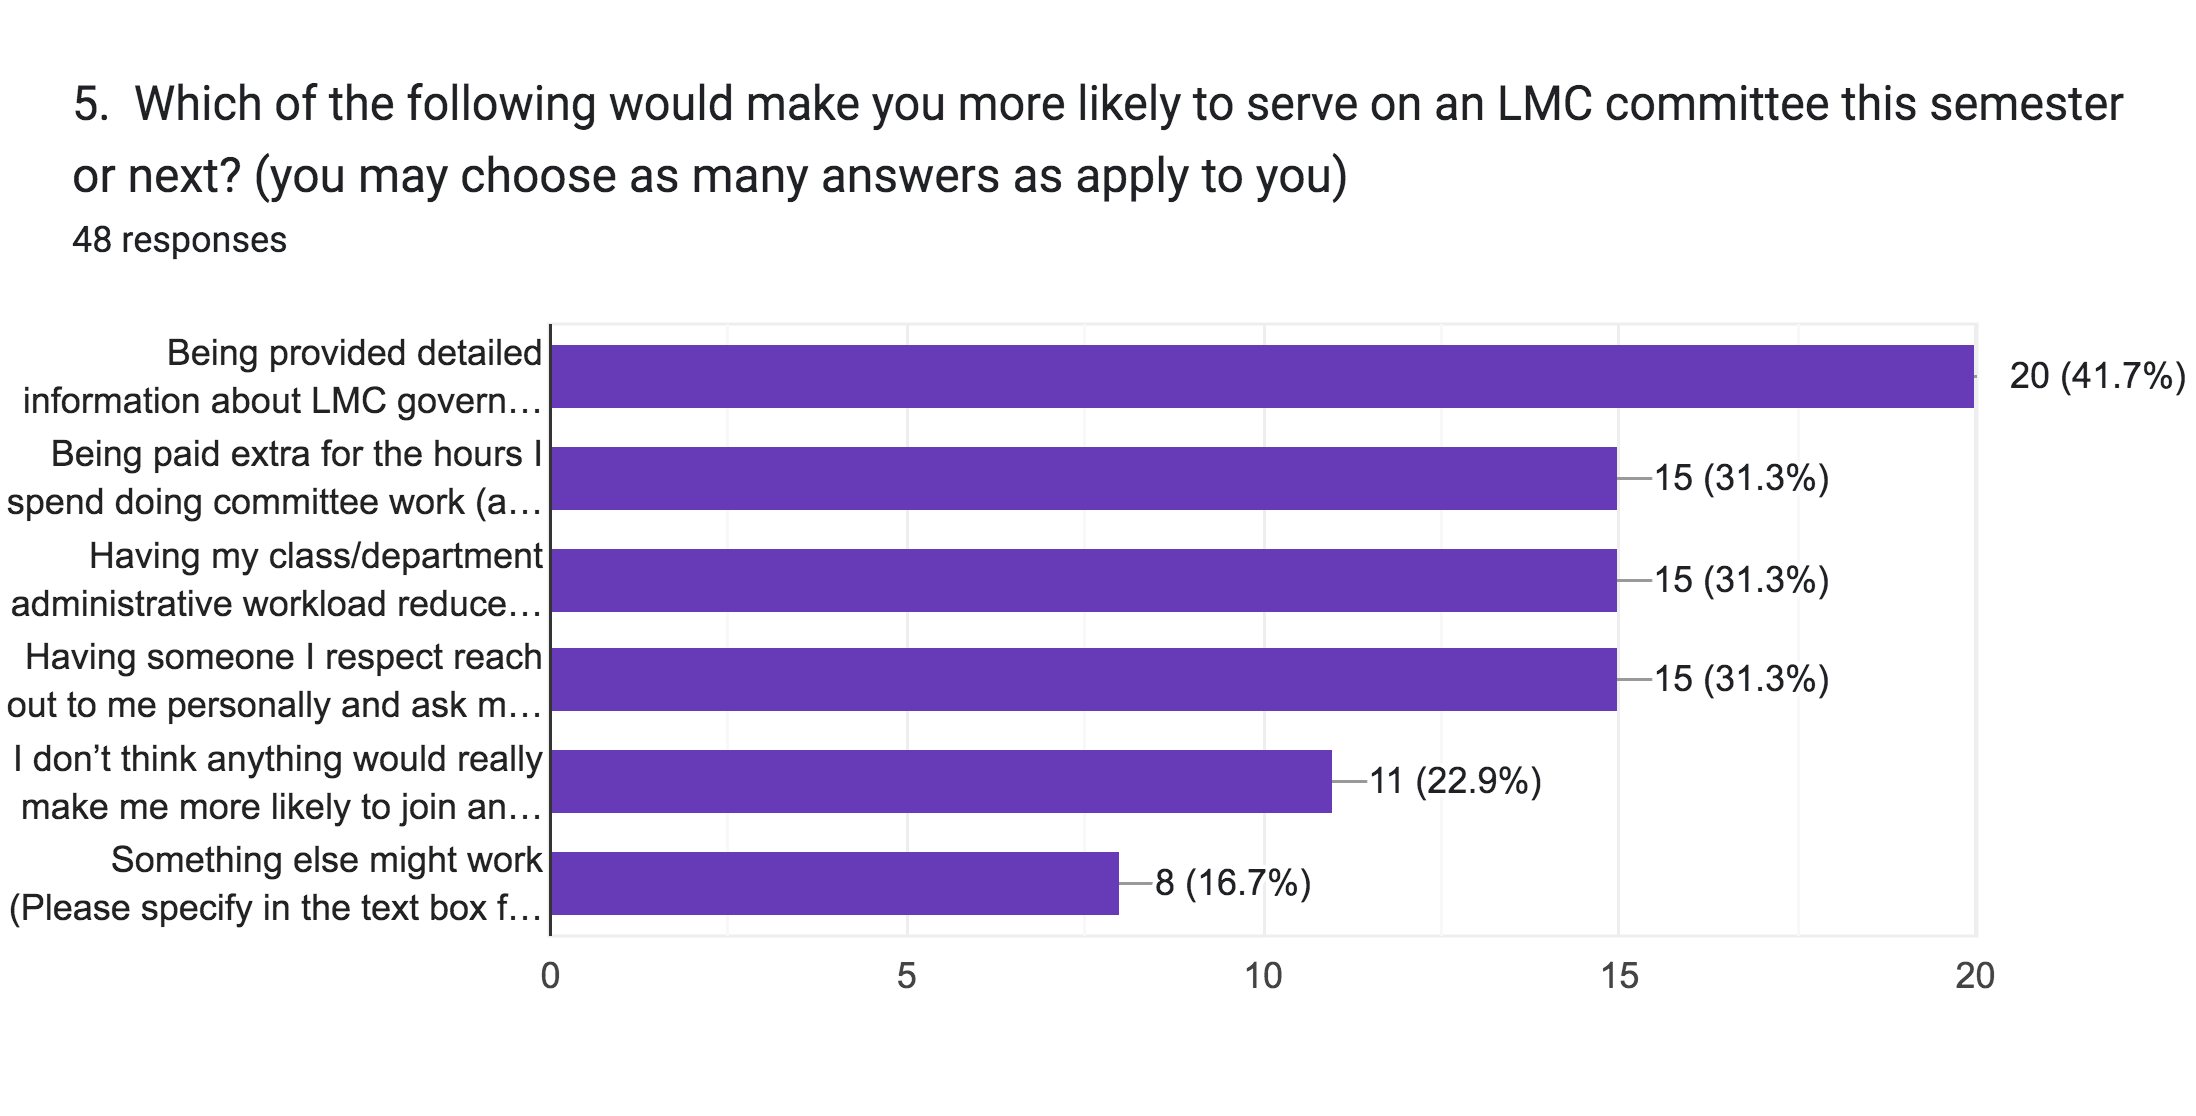 5.  Which of the following would make you more likely to serve on an LMC committee this semester
or next? (you may choose as many answers as apply to you)
48 responses
Being provided detailed
information about LMC govern…
20 (41.7%)
Being paid extra for the hours I
spend doing committee work (a…
15 (31.3%)
Having my class/department
administrative workload reduce…
15 (31.3%)
Having someone I respect reach
out to me personally and ask m…
15 (31.3%)
I don’t think anything would really
make me more likely to join an…
11 (22.9%)
Something else might work
(Please specify in the text box f…
8 (16.7%)
0 5 10 15 20